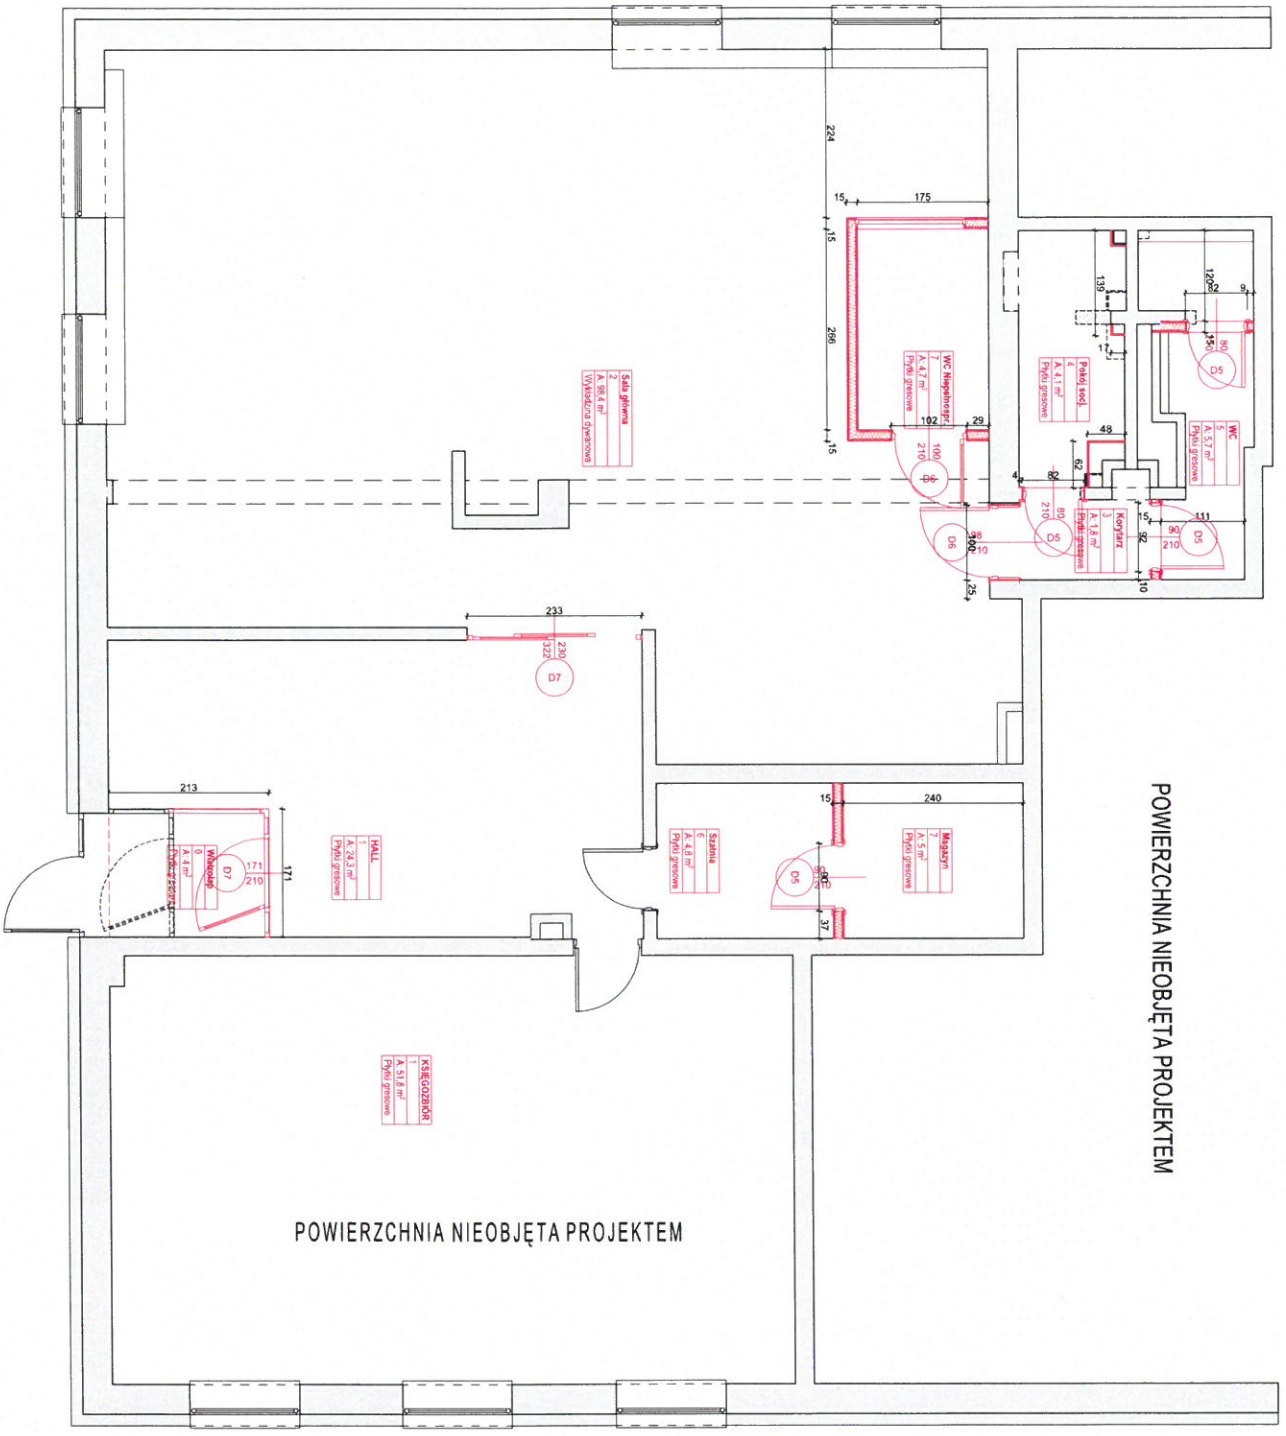 224
15
175
15
266
15
Sala główna
2
A: 98,4 m²
Wykładzina dywanowa
WC Niepełnospr.
7
A: 4,7 m²
Płytki gresowe
102
29
100
210
D6
139
17
Pokój socj.
4
A: 4,1 m²
Płytki gresowe
48
62
4
82
80
210
D5
120
82
9
15
80
D5
WC
5
A: 5,7 m²
Płytki gresowe
Korytarz
3
A: 1,8 m²
Płytki gresowe
15
111
92
90
210
D5
10
D6
100
210
25
233
230
322
D7
213
171
Wiatrołap
0
A: 4 m²
Płytki gresowe
D7
171
210
HALL
1
A: 24,3 m²
Płytki gresowe
Szatnia
6
A: 4,8 m²
Płytki gresowe
15
240
Magazyn
7
A: 5 m²
Płytki gresowe
D5
90
210
37
KSIĘGOZBIÓR
1
A: 51,8 m²
Płytki gresowe
POWIERZCHNIA NIEOBJĘTA PROJEKTEM
POWIERZCHNIA NIEOBJĘTA PROJEKTEM